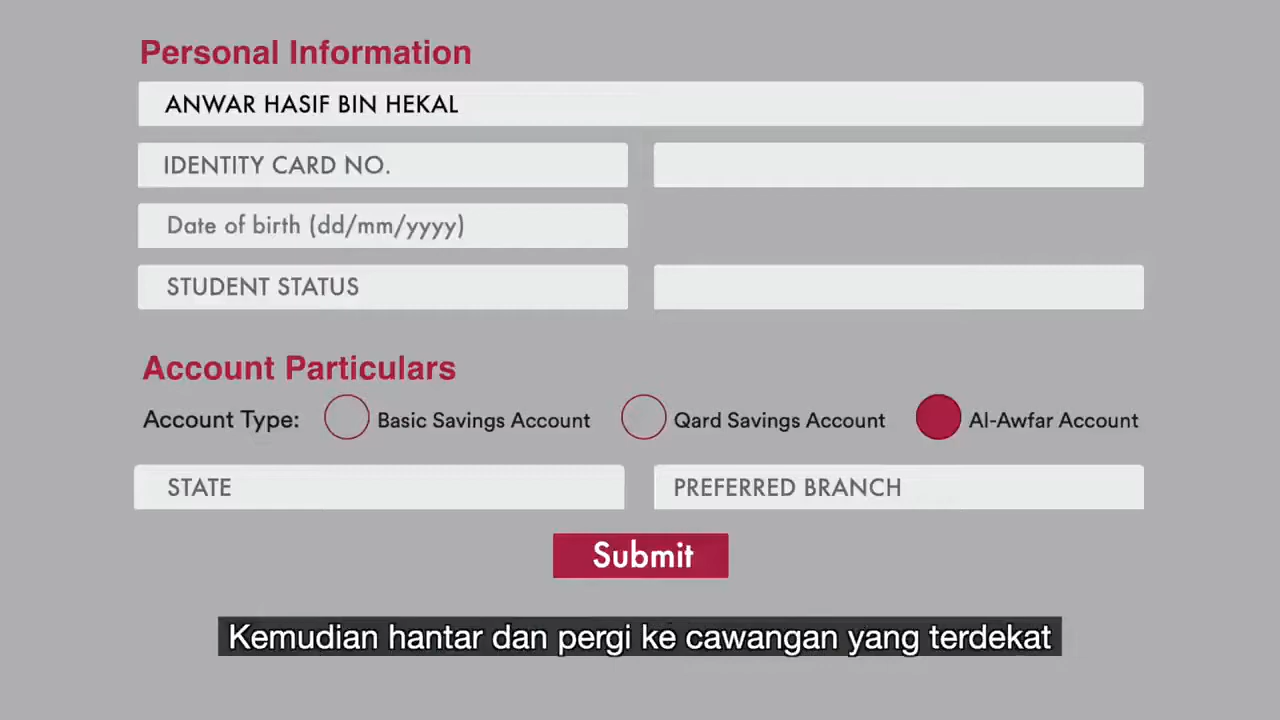 Personal Information
ANWAR HASIF BIN HEKAL
IDENTITY CARD NO.
Date of birth (dd/mm/yyyy)
STUDENT STATUS
Account Particulars
Account Type: Basic Savings Account Qard Savings Account Al-Awfar Account
STATE PREFERRED BRANCH
Submit
Kemudian hantar dan pergi ke cawangan yang terdekat